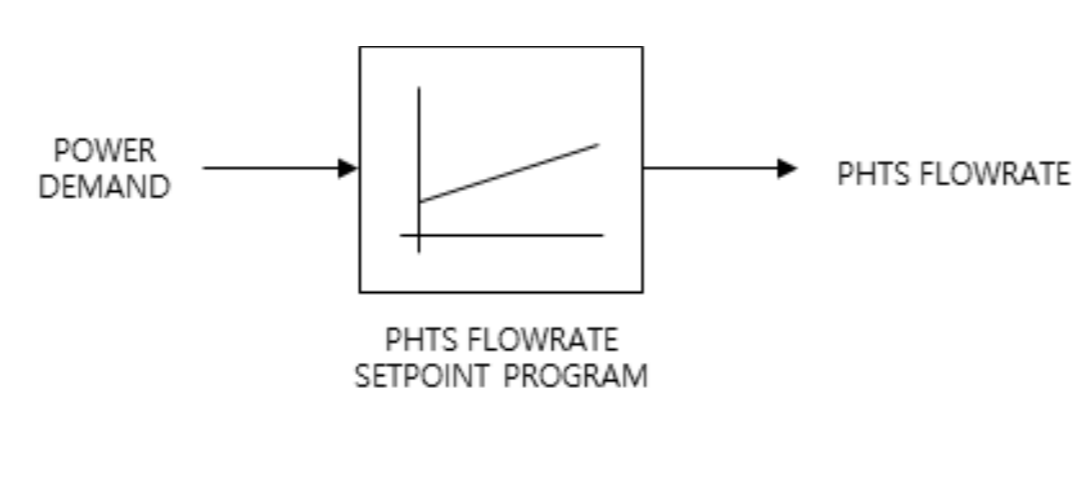 POWER
DEMAND
PHTS FLOWRATE
PHTS FLOWRATE
SETPOINT PROGRAM